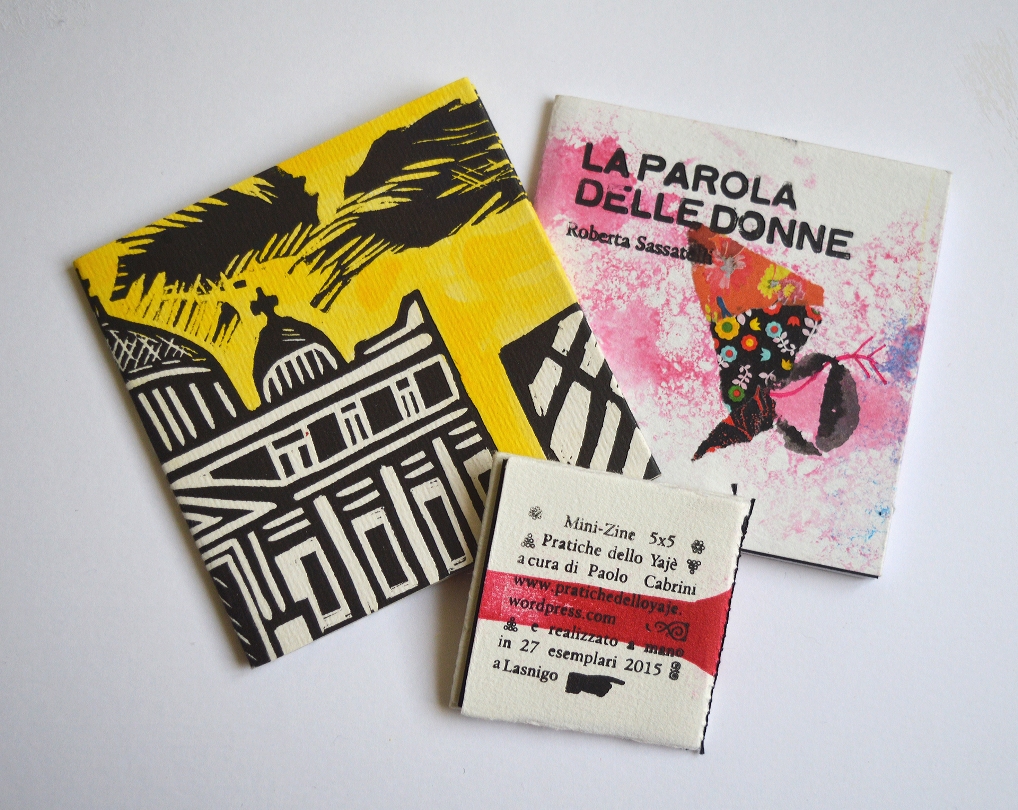 LA PAROLA
DELLE DONNE
Roberta Sassatelli
Mini-Zine 5x5
Pratiche dello Yajè
a cura di Paolo Cabrini
www.pratichedelloyaje.
wordpress.com
e realizzato a mano
in 27 esemplari 2015
a Lasnigo